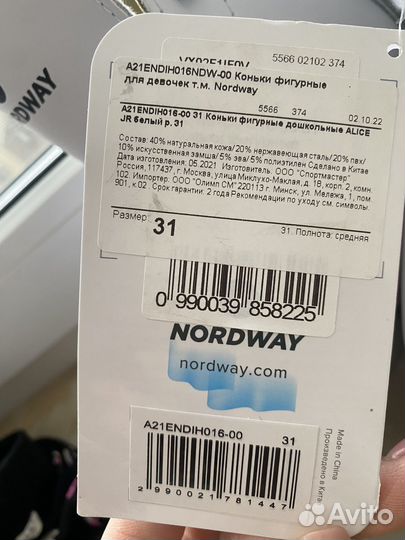 5566 02102 374
A21ENDIH016NDW-00 Коньки фигурные
для девочек т.м. Nordway
5566 374 02.10.22
A21ENDIH016-00 31 Коньки фигурные дошкольные ALICE
JR белый р.31
Состав: 40% натуральная кожа/20% нержавеющая сталь/20% пвх/
10% искусственная замша/5% эва/5% полиэтилен Сделано в Китае
Дата изготовления: 05.2021 Изготовитель. ООО "Спортмастер"
Россия,117437, г.Москва, улица Миклухо-Маклая, д. 18, корп. 2, комн.
102. Импортер. ООО "Олимп СМ" 220113 г. Минск, ул. Мележа, 1, пом.
901, к.02. Срок гарантии: 2 года Рекомендации по уходу см. символы.
Размер: 31
31. Полнота: средняя
0 990039 858225
NORDWAY
nordway.com
A21ENDIH016-00 31
2 990021 781447
Made in China
Произведено в Кита
Avito